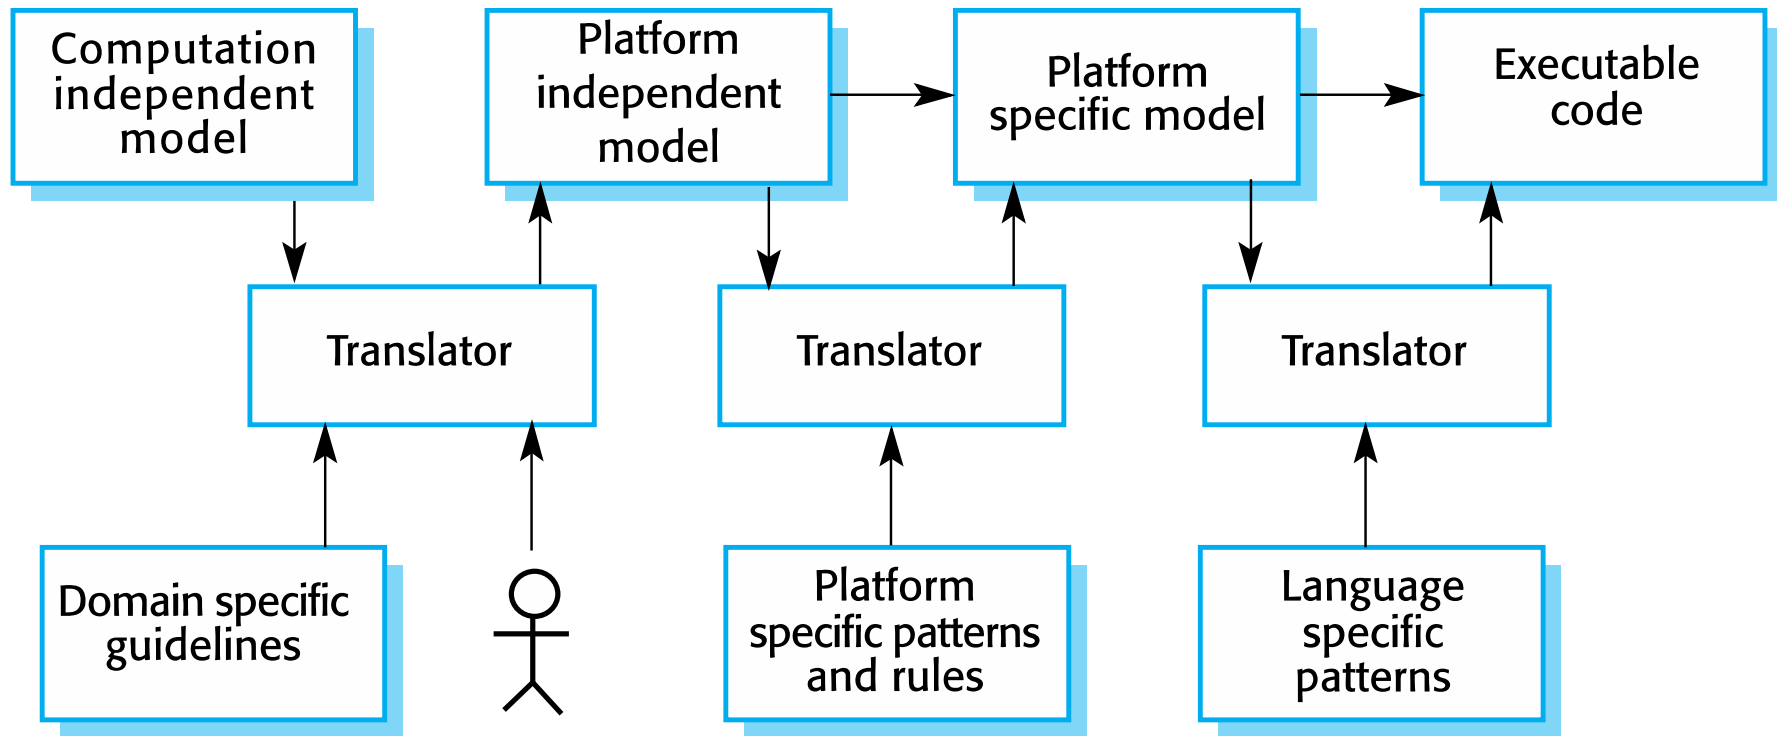 Computation
independent
model
Platform
independent
model
Platform
specific model
Executable
code
Translator
Translator
Translator
Domain specific
guidelines
Platform
specific patterns
and rules
Language
specific
patterns